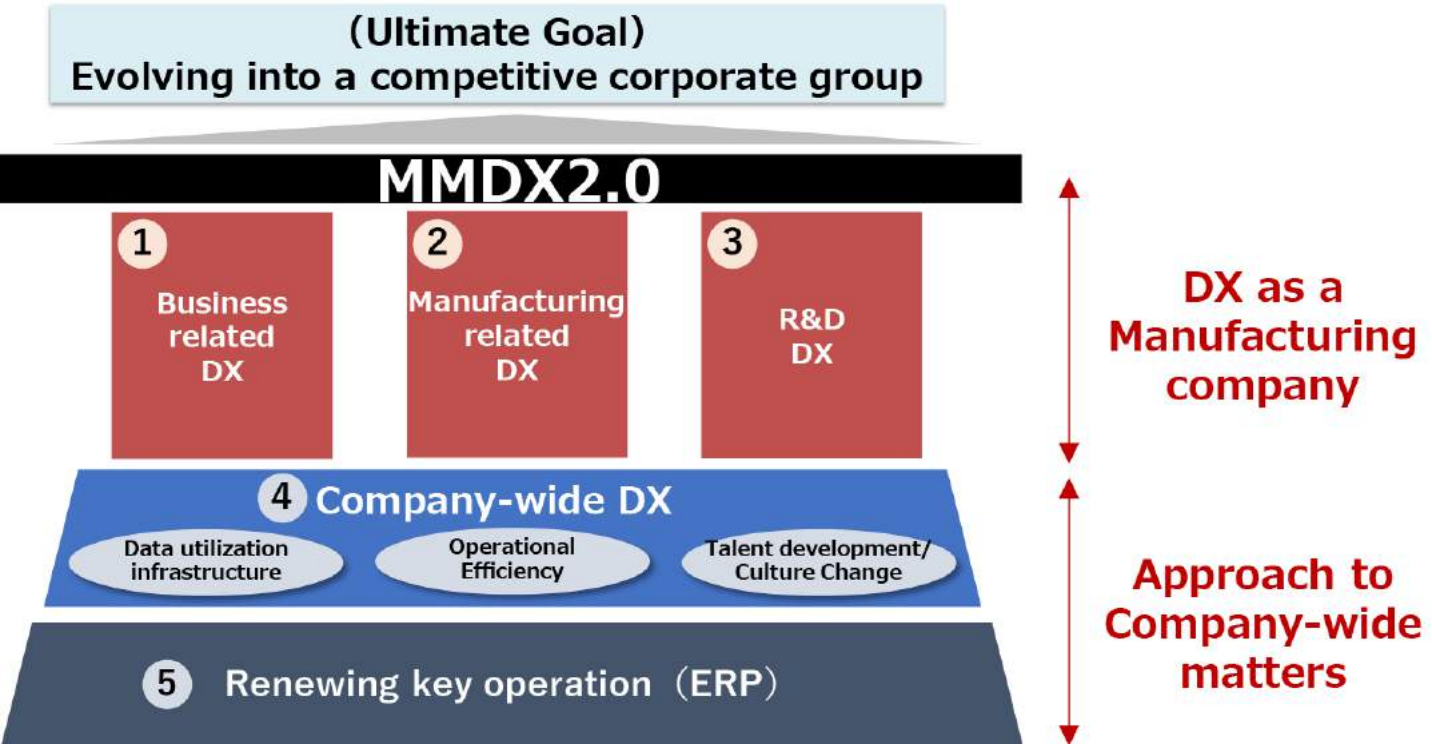 (Ultimate Goal)
Evolving into a competitive corporate group
MMDX2.0
1
Business
related
DX
2
Manufacturing
related
DX
3
R&D
DX
DX as a
Manufacturing
company
4 Company-wide DX
Data utilization
infrastructure
Operational
Efficiency
Talent development/
Culture Change
5 Renewing key operation（ERP）
Approach to
Company-wide
matters